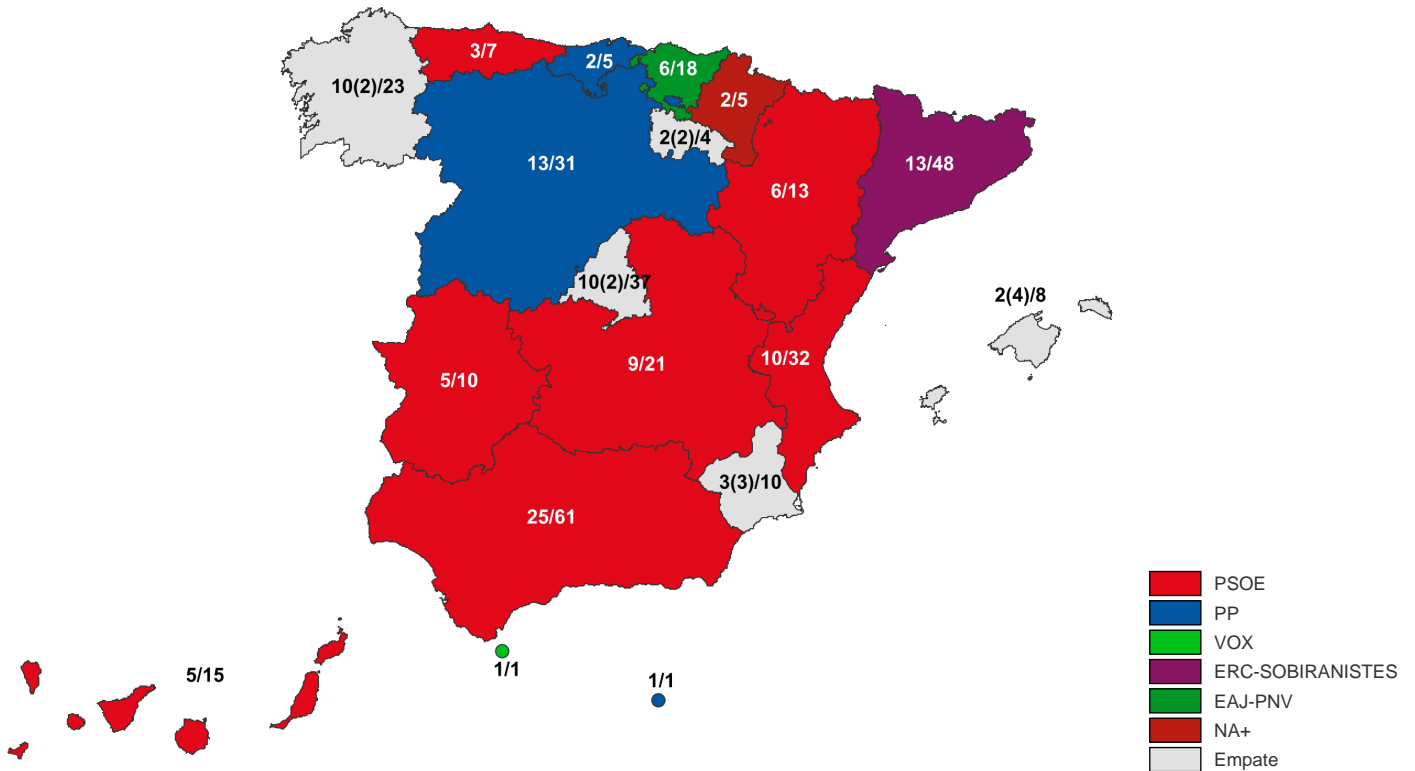 3/7
2/5
6/18
10(2)/23
2/5
2(2)/4
13/31
13/48
6/13
10(2)/37
2(4)/8
10/32
9/21
5/10
3(3)/10
25/61
5/15
1/1
1/1
PSOE
PP
VOX
ERC-SOBIRANISTES
EAJ-PNV
NA+
Empate